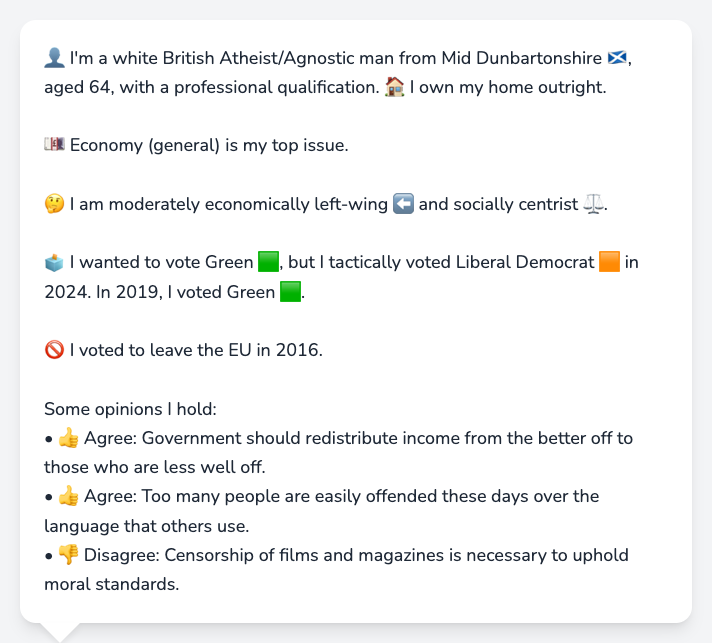 👤 I'm a white British Atheist/Agnostic man from Mid Dunbartonshire 🏴󠁧󠁢󠁳󠁣󠁴󠁿,
aged 64, with a professional qualification. 🏠 I own my home outright.
💷 Economy (general) is my top issue.
🤔 I am moderately economically left-wing ⬅️ and socially centrist ⚖️.
🗳️ I wanted to vote Green 🟩, but I tactically voted Liberal Democrat 🟧 in
2024. In 2019, I voted Green 🟩.
🚫 I voted to leave the EU in 2016.
Some opinions I hold:
• 👍 Agree: Government should redistribute income from the better off to
those who are less well off.
• 👍 Agree: Too many people are easily offended these days over the
language that others use.
• 👎 Disagree: Censorship of films and magazines is necessary to uphold
moral standards.